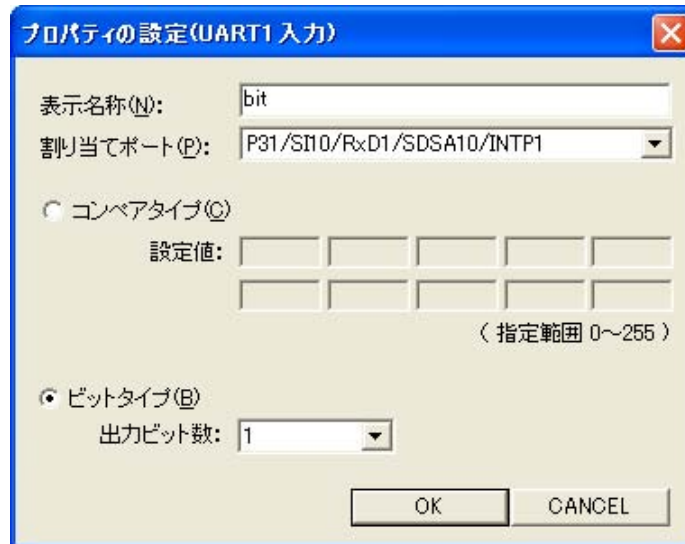 プロパティの設定(UART1 入力)
表示名称(N): bit
割り当てポート(P): P31/SI10/RxD1/SDSA10/INTP1
コンペアタイプ(C)
設定値:
( 指定範囲 0～255 )
ビットタイプ(B)
出力ビット数: 1
OK CANCEL